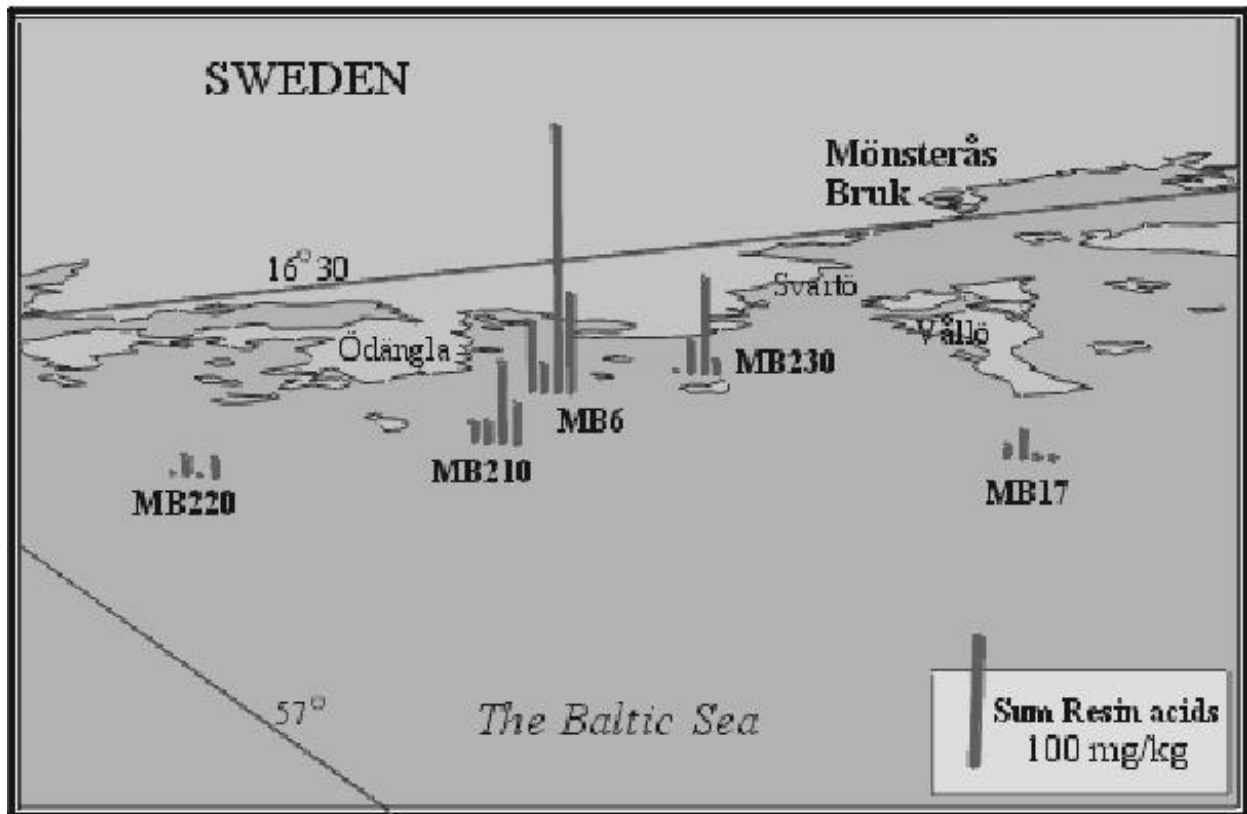 SWEDEN
Mönsterås
Bruk
16° 30
Svartö
Ödängla
Vållö
MB230
MB6
MB210
MB220
MB17
Sum Resin acids
100 mg/kg
57°
The Baltic Sea